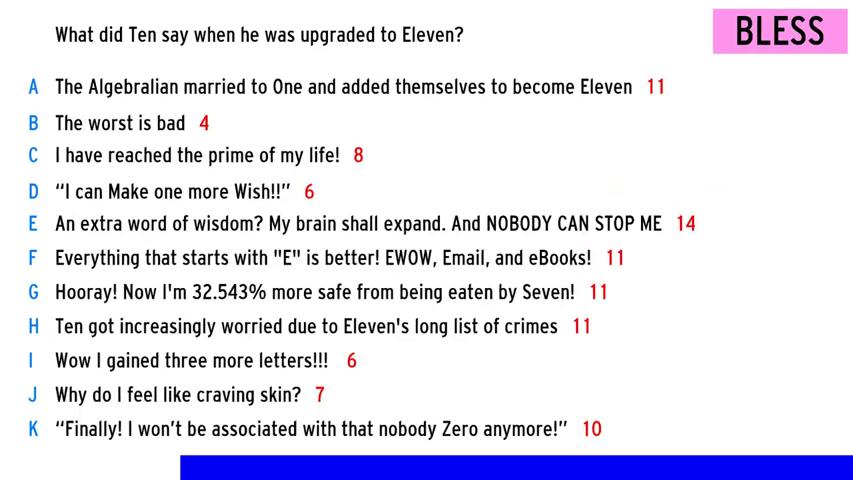 What did Ten say when he was upgraded to Eleven?
BLESS
A The Algebralian married to One and added themselves to become Eleven 11
B The worst is bad 4
C I have reached the prime of my life! 8
D “I can Make one more Wish!!” 6
E An extra word of wisdom? My brain shall expand. And NOBODY CAN STOP ME 14
F Everything that starts with "E" is better! EWOW, Email, and eBooks! 11
G Hooray! Now I'm 32.543% more safe from being eaten by Seven! 11
H Ten got increasingly worried due to Eleven's long list of crimes 11
I Wow I gained three more letters!!! 6
J Why do I feel like craving skin? 7
K “Finally! I won’t be associated with that nobody Zero anymore!” 10